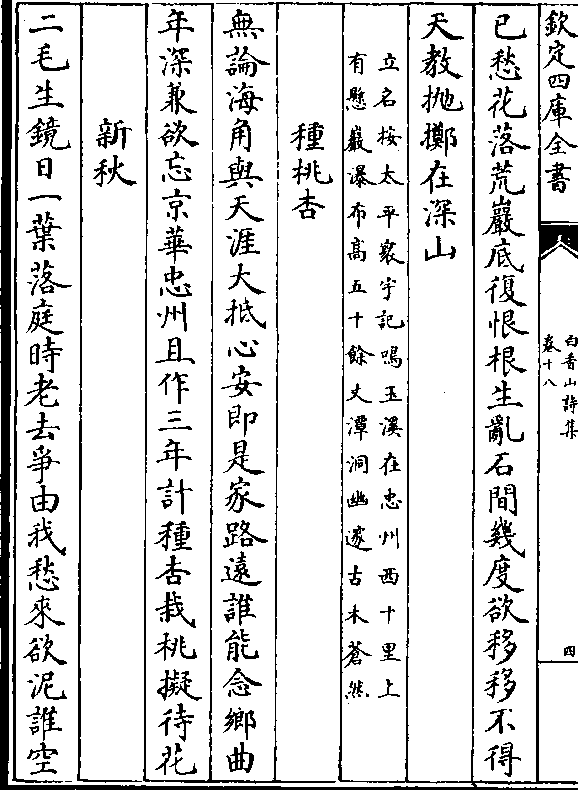 欽定四庫全書
白香山詩集
卷十八
四
已愁花落荒巖底復恨根生亂石間幾度欲移移不得
天教抛擲在深山
立名按太平寰宇記鳴玉溪在忠州西十里上
有懸巖瀑布高五十餘丈潭洞幽邃古木蒼然
種桃杏
無論海角與天涯大抵心安即是家路遠誰能念鄉曲
年深兼欲忘京華忠州且作三年計種杏栽桃擬待花
新秋
二毛生鏡日一葉落庭時老去爭由我愁來欲泥誰空